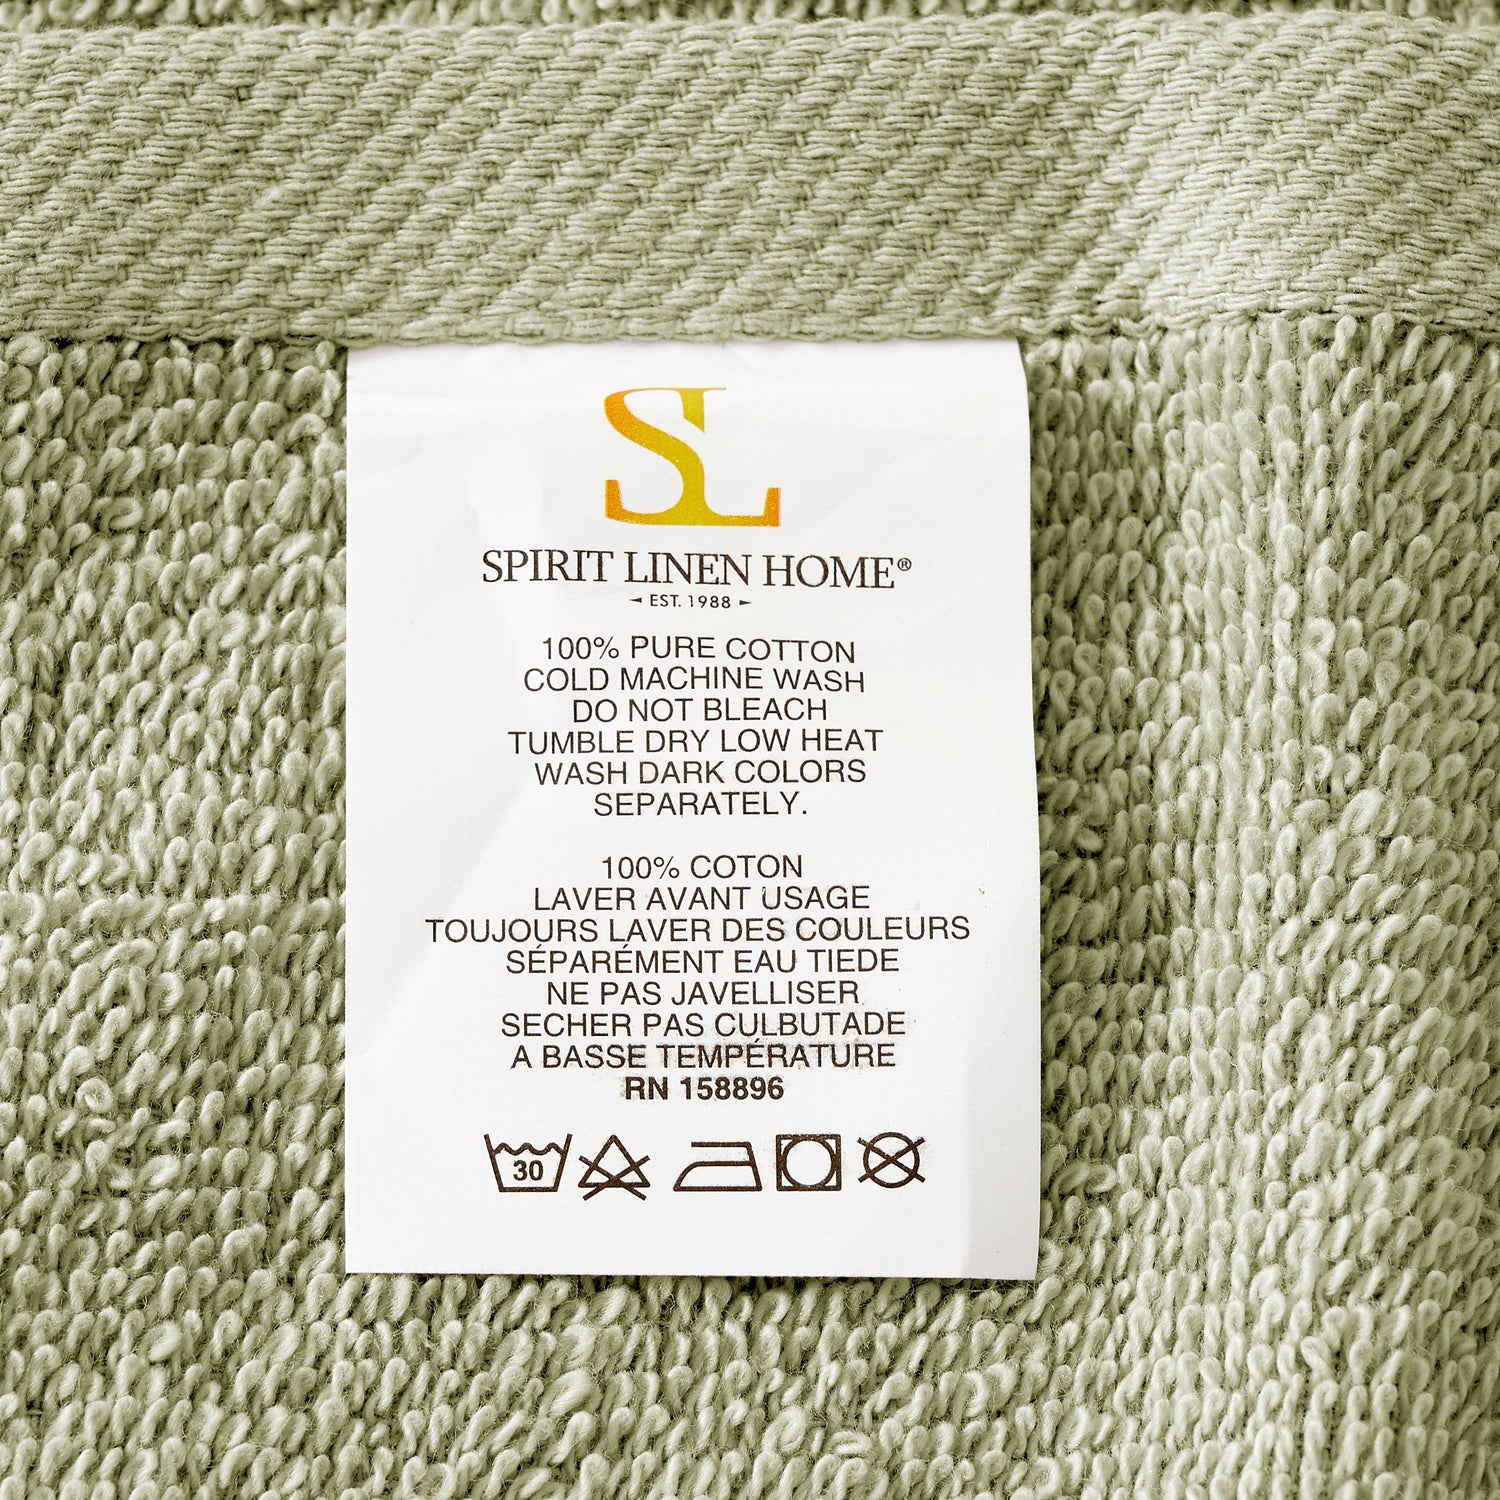 SL
SPIRIT LINEN HOME®
EST. 1988
100% PURE COTTON
COLD MACHINE WASH
DO NOT BLEACH
TUMBLE DRY LOW HEAT
WASH DARK COLORS
SEPARATELY.
100% COTON
LAVER AVANT USAGE
TOUJOURS LAVER DES COULEURS
SÉPARÉMENT EAU TIEDE
NE PAS JAVELLISER
SECHER PAS CULBUTADE
A BASSE TEMPÉRATURE
RN 158896
30